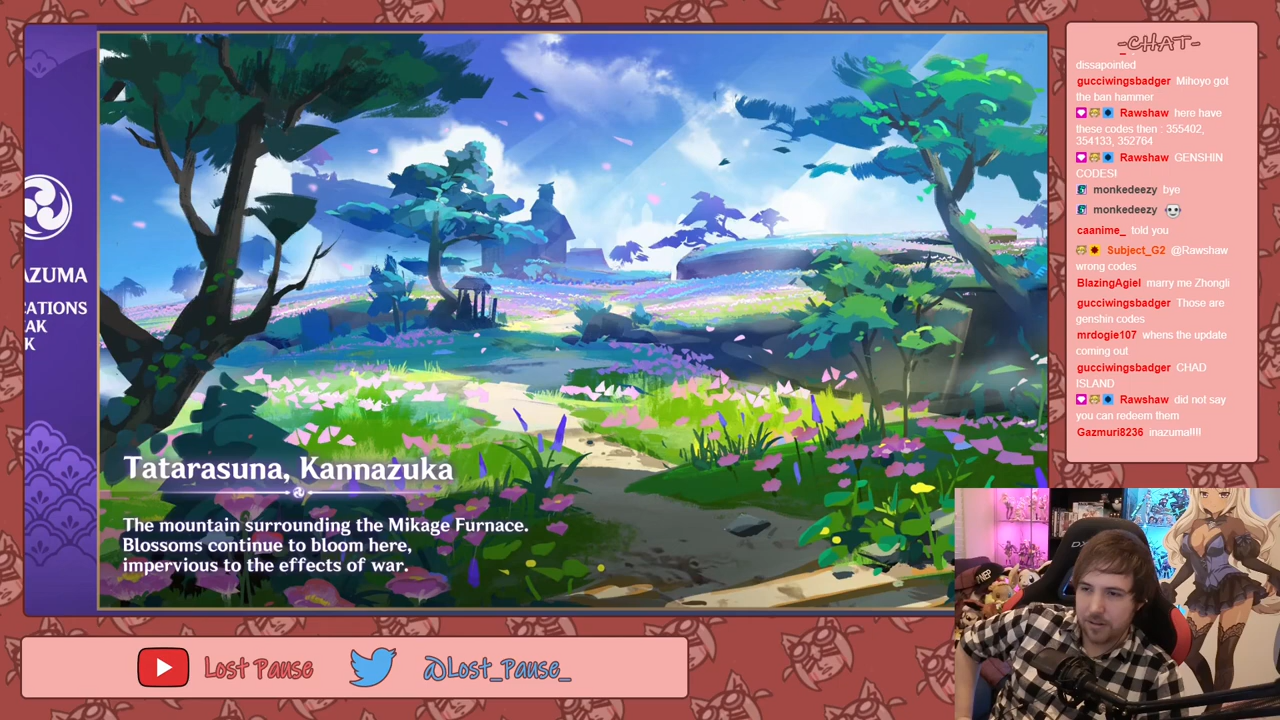 AZUMA
CATIONS
EAK
K
Tatarasuna, Kannazuka
The mountain surrounding the Mikage Furnace.
Blossoms continue to bloom here,
impervious to the effects of war.
-CHAT-
dissapointed
gucciwingsbadger Mihoyo got
the ban hammer
Rawshaw here have
these codes then : 355402,
354133, 352764
Rawshaw GENSHIN
CODES!
monkedeezy bye
monkedeezy
caanime_ told you
Subject_G2 @Rawshaw
wrong codes
BlazingAgiel marry me Zhongli
gucciwingsbadger Those are
genshin codes
mrdogie107 whens the update
coming out
gucciwingsbadger CHAD
ISLAND
Rawshaw did not say
you can redeem them
Gazmuri8236 inazuma!!!!
DX
NEP
Lost Pause
@Lost_Pause_